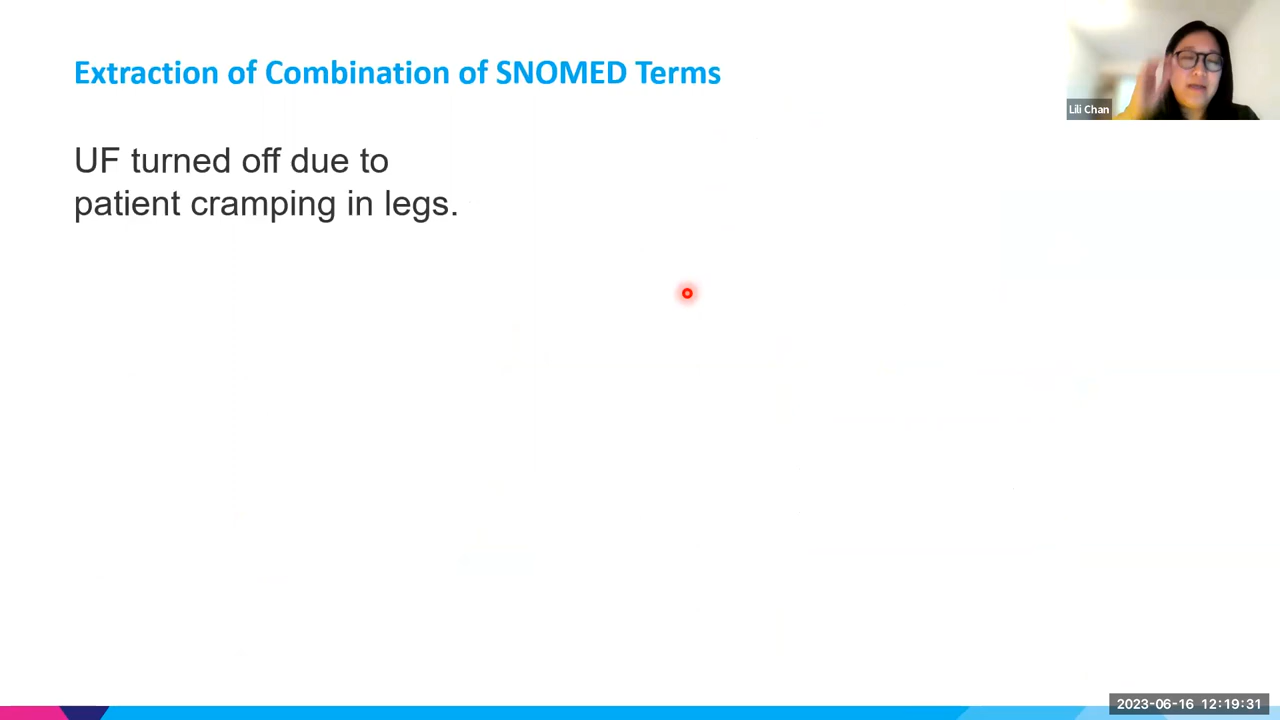 Extraction of Combination of SNOMED Terms
Lili Chan
UF turned off due to
patient cramping in legs.
2023-06-16 12:19:31